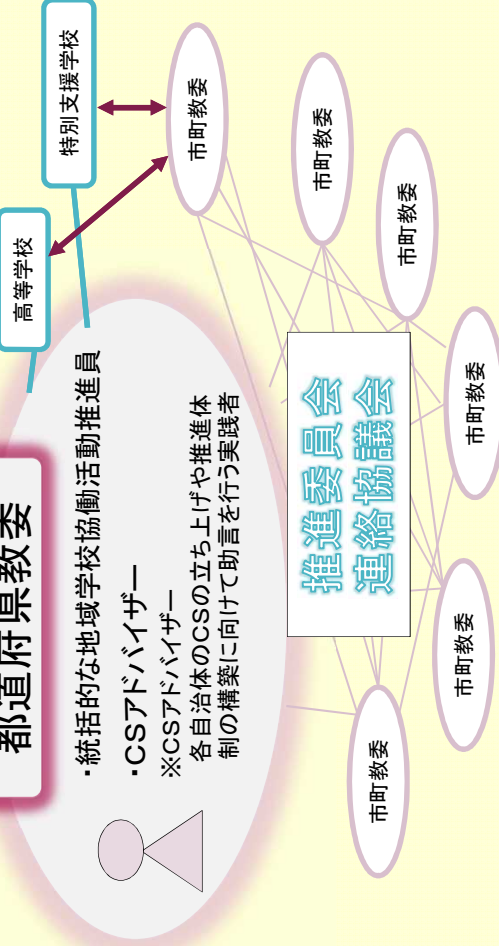 都道府県教委
・統括的な地域学校協働活動推進員
・CSアドバイザー
※CSアドバイザー
各自治体のCSの立ち上げや推進体
制の構築に向けて助言を行う実践者
高等学校
特別支援学校
推進委員会
連絡協議会
市町教委
市町教委
市町教委
市町教委
市町教委
市町教委